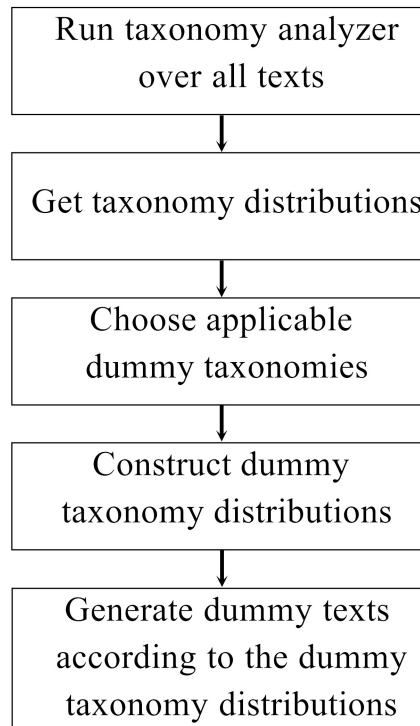 Run taxonomy analyzer
over all texts
Get taxonomy distributions
Choose applicable
dummy taxonomies
Construct dummy
taxonomy distributions
Generate dummy texts
according to the dummy
taxonomy distributions